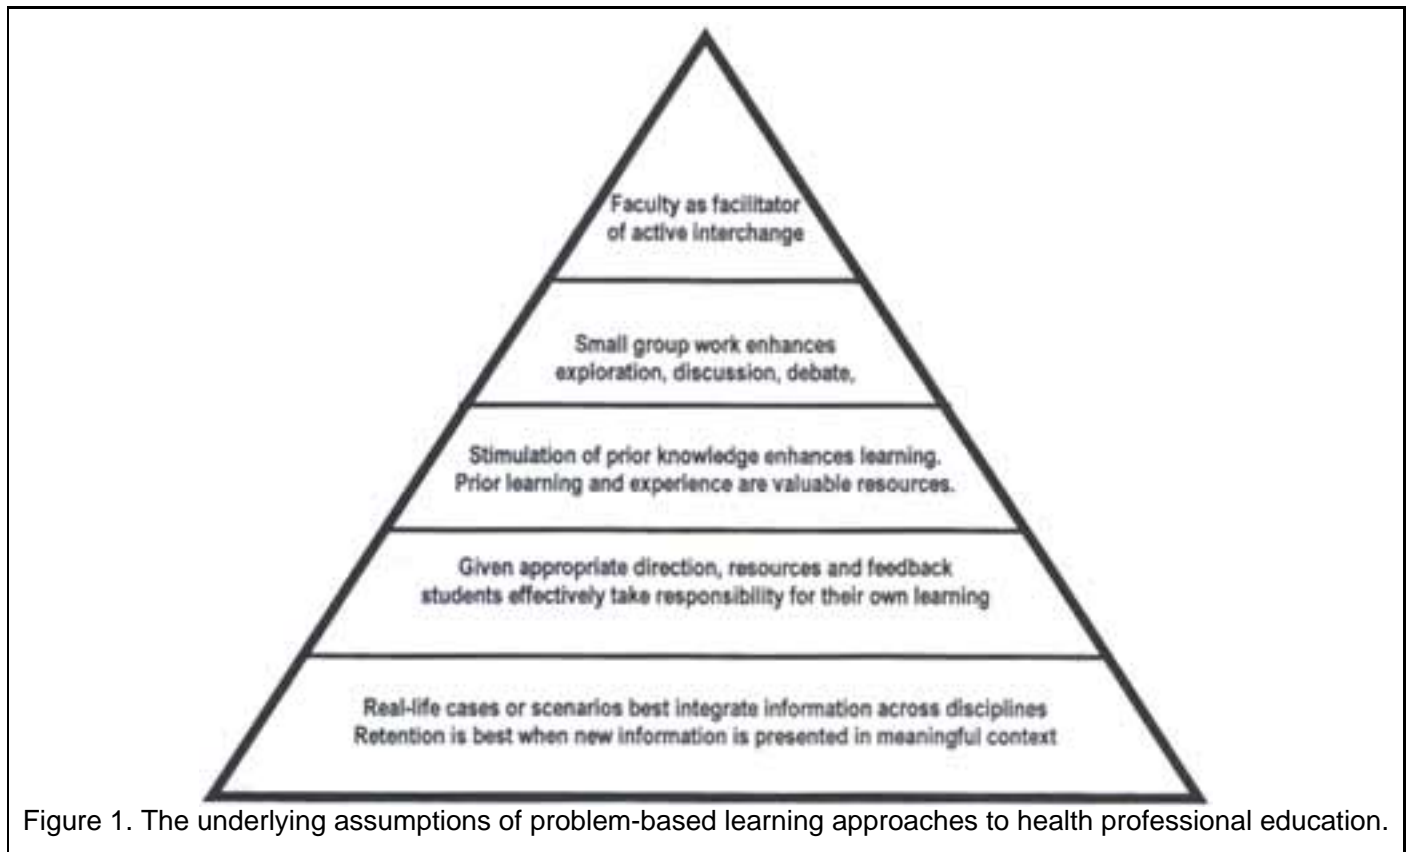 Faculty as facilitator
of active interchange
Small group work enhances
exploration, discussion, debate,
Stimulation of prior knowledge enhances learning.
Prior learning and experience are valuable resources.
Given appropriate direction, resources and feedback
students effectively take responsibility for their own learning
Real-life cases or scenarios best integrate information across disciplines
Retention is best when new information is presented in meaningful context
Figure 1. The underlying assumptions of problem-based learning approaches to health professional education.